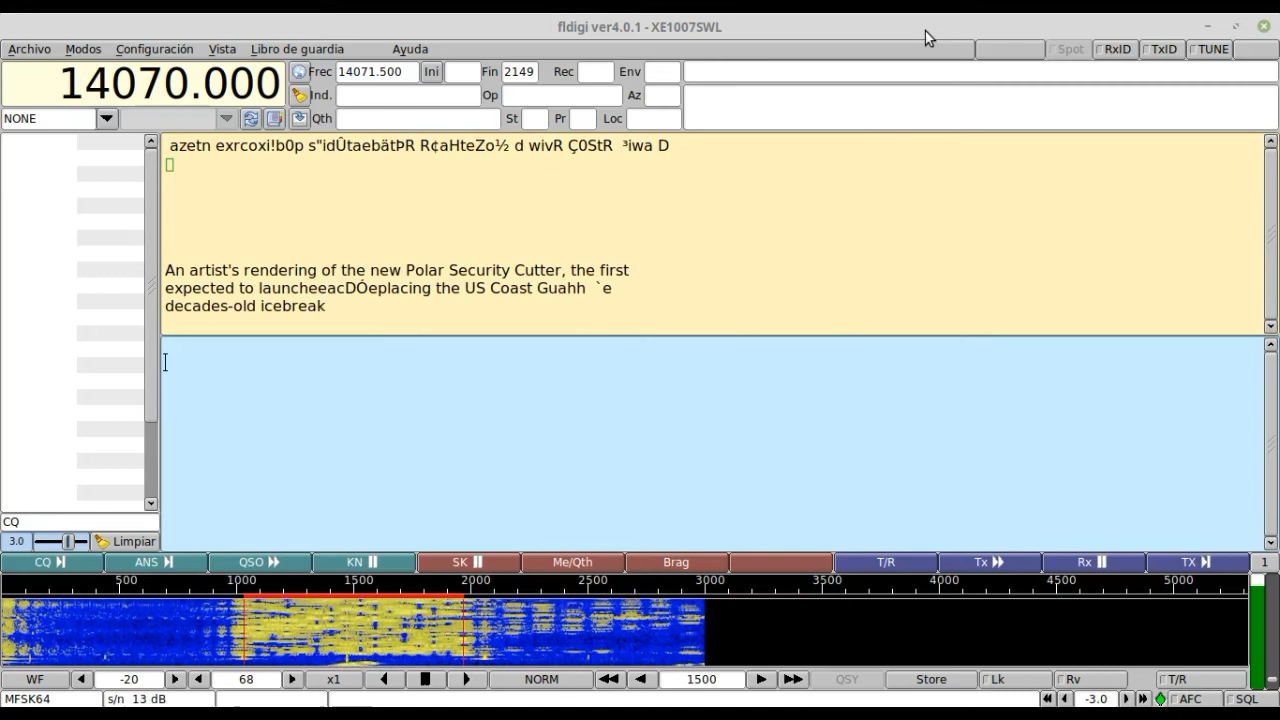 fldigi ver4.0.1 - XE1007SWL
Archivo Modos Configuración Vista Libro de guardia Ayuda Spot RxID TxID TUNE
14070.000 Frec 14071.500 Ini Fin 2149 Rec Env
Ind. Op Az
NONE Qth St Pr Loc
azetn exrcoxi!b0p s"idÛtaebätÞR R¢aHteZo½ d wivR Ç0StR ³iwa D
An artist's rendering of the new Polar Security Cutter, the first
expected to launcheeacDÓeplacing the US Coast Guahh `e
decades-old icebreak
CQ
3.0 Limpiar
CQ ANS QSO KN SK Me/Qth Brag T/R Tx Rx TX 1
500 1000 1500 2000 2500 3000 3500 4000 4500 5000
WF -20 68 x1 NORM 1500 QSY Store Lk Rv T/R
MFSK64 s/n 13 dB -3.0 AFC SQL